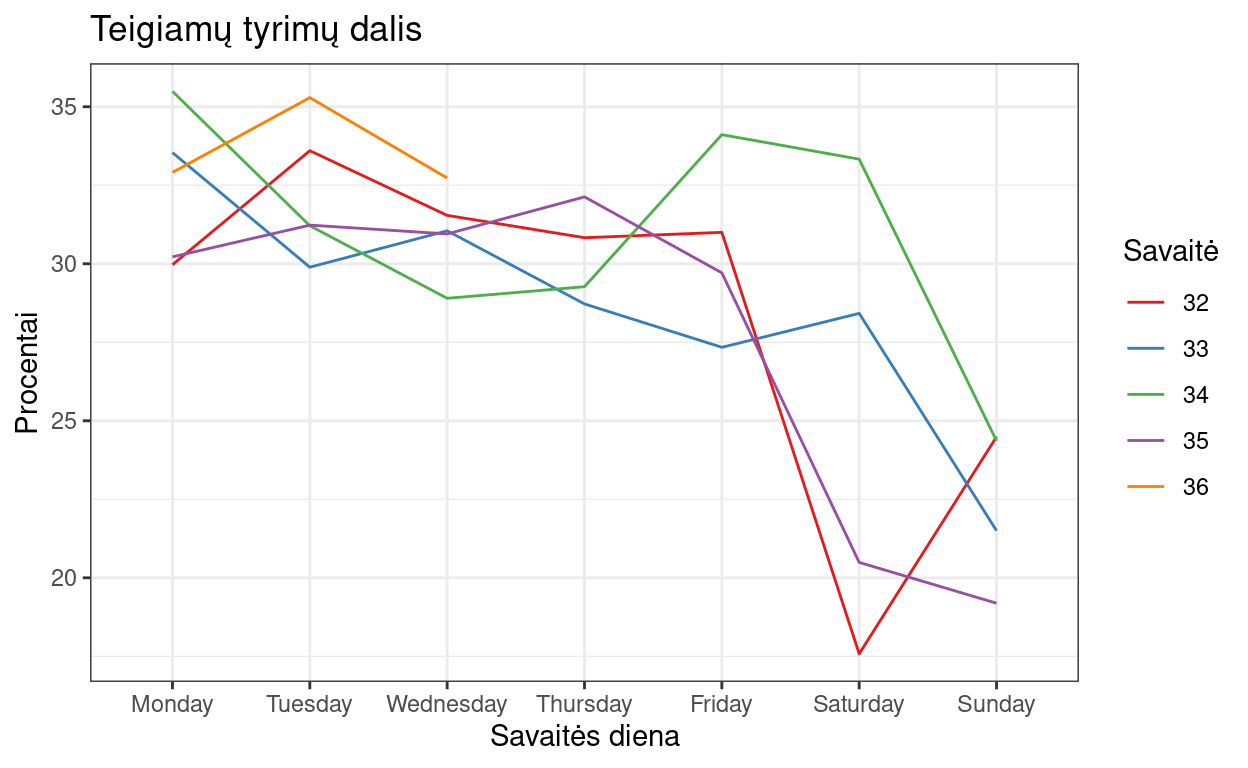 Teigiamų tyrimų dalis
35
30
25
20
Procentai
Monday Tuesday Wednesday Thursday Friday Saturday Sunday
Savaitės diena
Savaitė
32
33
34
35
36